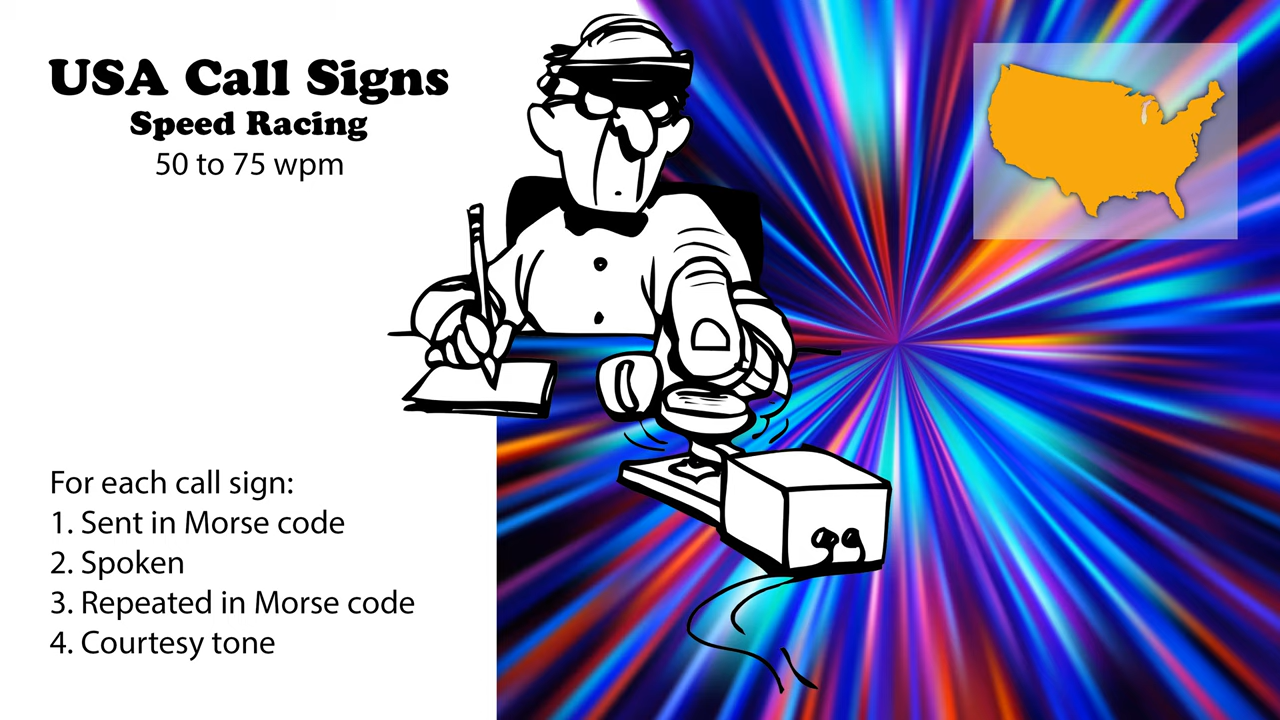 USA Call Signs
Speed Racing
50 to 75 wpm
For each call sign:
1. Sent in Morse code
2. Spoken
3. Repeated in Morse code
4. Courtesy tone